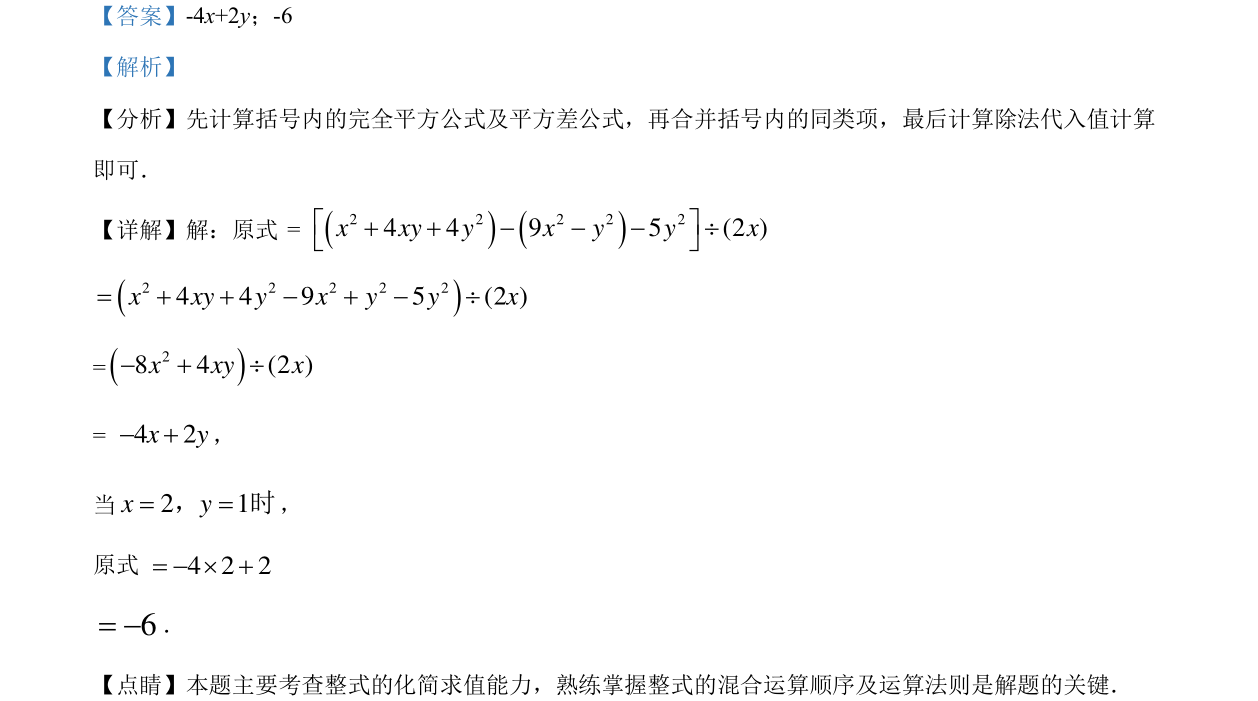 【答案】-4x+2y；-6
【解析】
【分析】先计算括号内的完全平方公式及平方差公式，再合并括号内的同类项，最后计算除法代入值计算
即可．
【详解】解：原式 = [(x²+4xy+4y²)−(9x²−y²)−5y²]÷(2x)
=(x²+4xy+4y²−9x²+y²−5y²)÷(2x)
=(−8x²+4xy)÷(2x)
= −4x+2y，
当x=2，y=1时，
原式 =−4×2+2
=−6．
【点睛】本题主要考查整式的化简求值能力，熟练掌握整式的混合运算顺序及运算法则是解题的关键．